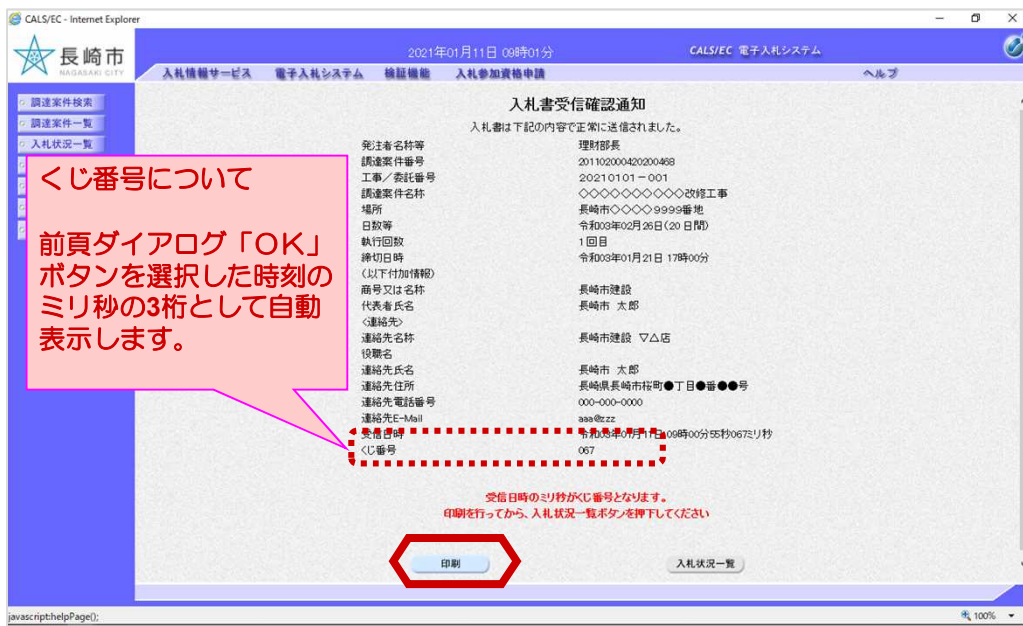 CALS/EC - Internet Explorer
長崎市
NAGASAKI CITY
2021年01月11日 09時01分
CALS/EC 電子入札システム
入札情報サービス 電子入札システム 検証機能 入札参加資格申請 ヘルプ
調達案件検索
調達案件一覧
入札状況一覧
くじ番号について
前頁ダイアログ「OK」
ボタンを選択した時刻の
ミリ秒の3桁として自動
表示します。
入札書受信確認通知
入札書は下記の内容で正常に送信されました。
発注者名称等 理財部長
調達案件番号 201102000420200468
工事/委託番号 20210101-001
調達案件名称 ◇◇◇◇◇◇◇◇◇◇改修工事
場所 長崎市◇◇◇◇9999番地
日数等 令和03年02月26日(20日間)
執行回数 1回目
締切日時 令和03年01月21日 17時00分
(以下付加情報)
商号又は名称 長崎市建設
代表者氏名 長崎市 太郎
<連絡先>
連絡先名称 長崎市建設 ▽△店
役職名
連絡先氏名 長崎市 太郎
連絡先住所 長崎県長崎市桜町●丁目●番●●号
連絡先電話番号 000-000-0000
連絡先E-Mail aaa@zzz
受信日時 令和03年01月11日 09時00分55秒067ミリ秒
くじ番号 067
受信日時のミリ秒がくじ番号となります。
印刷を行ってから、入札状況一覧ボタンを押下してください
印刷 入札状況一覧
javascript:helpPage(); 100%